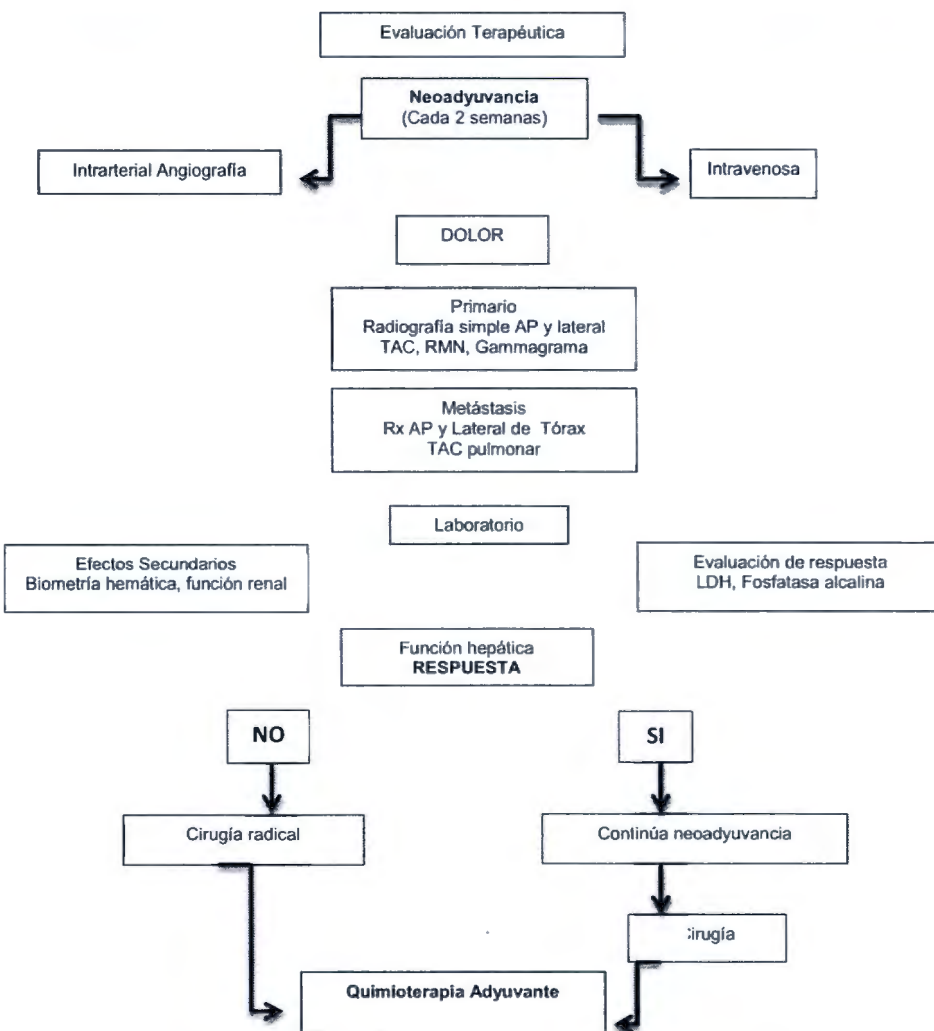 Evaluación Terapéutica
Neoadyuvancia
(Cada 2 semanas)
Intrarterial Angiografía
Intravenosa
DOLOR
Primario
Radiografía simple AP y lateral
TAC, RMN, Gammagrama
Metástasis
Rx AP y Lateral de Tórax
TAC pulmonar
Laboratorio
Efectos Secundarios
Biometría hemática, función renal
Evaluación de respuesta
LDH, Fosfatasa alcalina
Función hepática
RESPUESTA
NO
SI
Cirugía radical
Continúa neoadyuvancia
:irugía
Quimioterapia Adyuvante